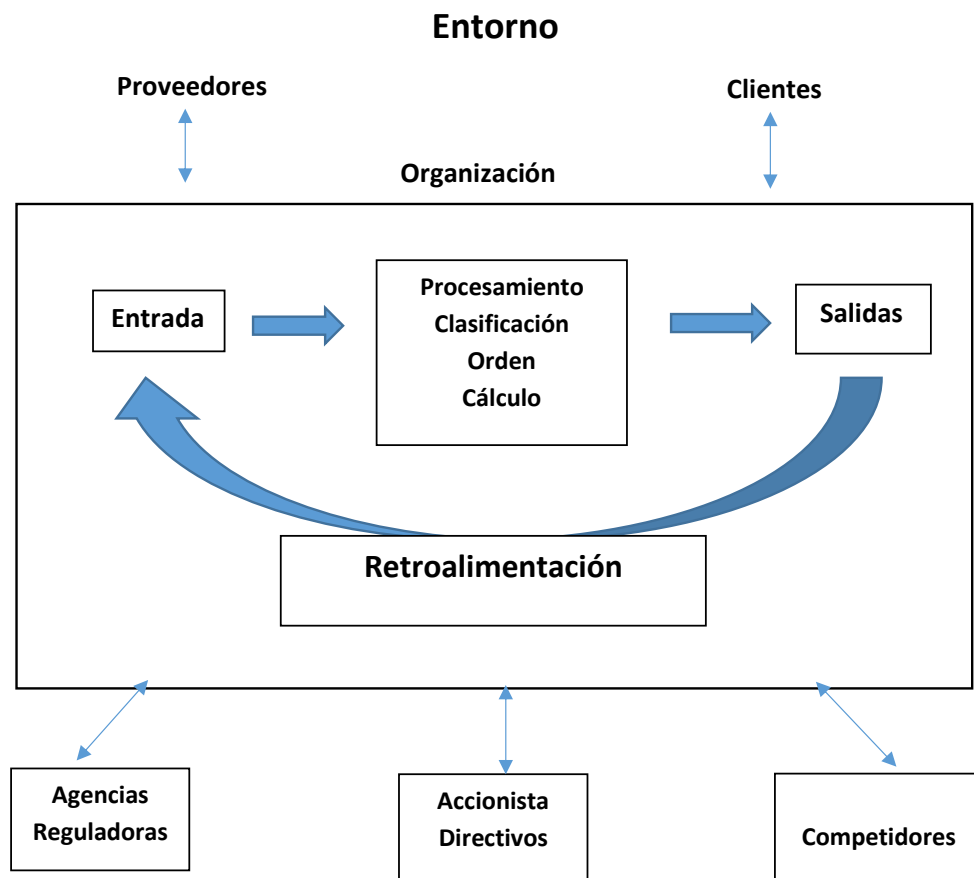 Entorno
Proveedores
Clientes
Organización
Entrada
Procesamiento
Clasificación
Orden
Cálculo
Salidas
Retroalimentación
Agencias
Reguladoras
Accionista
Directivos
Competidores